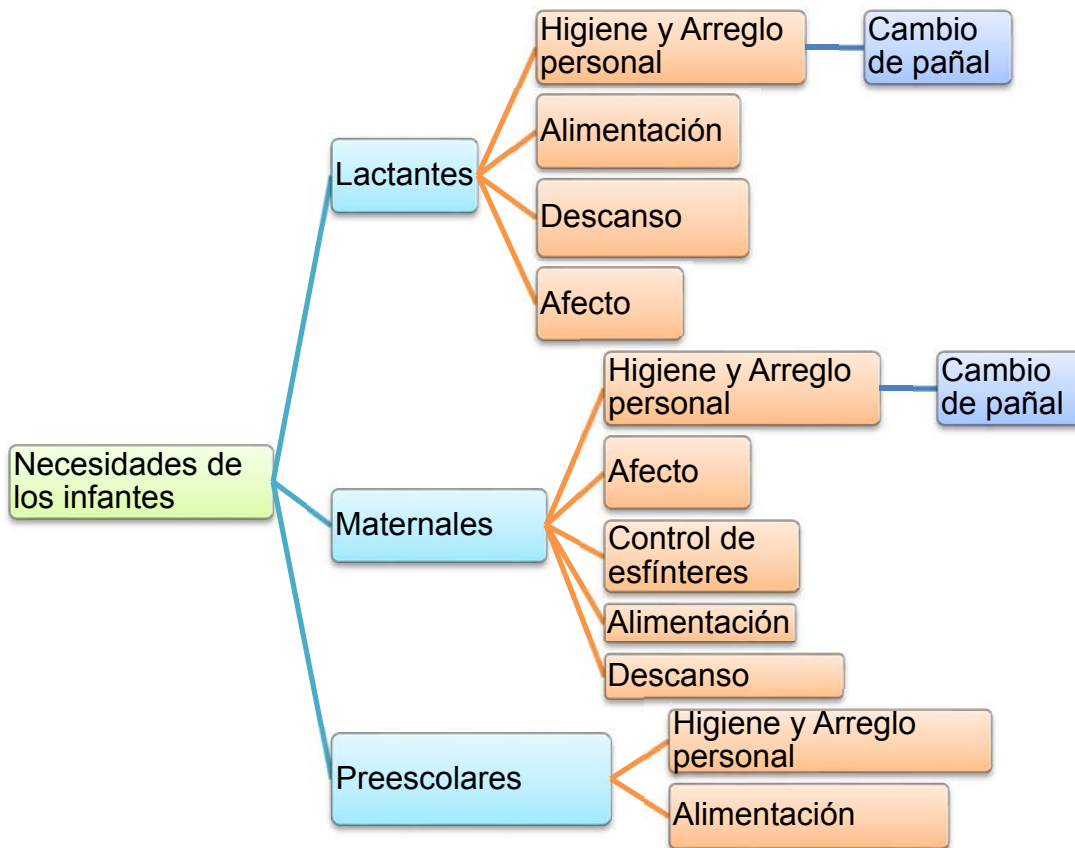 Necesidades de
los infantes
Lactantes
Higiene y Arreglo
personal
Cambio
de pañal
Alimentación
Descanso
Afecto
Maternales
Higiene y Arreglo
personal
Cambio
de pañal
Afecto
Control de
esfínteres
Alimentación
Descanso
Preescolares
Higiene y Arreglo
personal
Alimentación